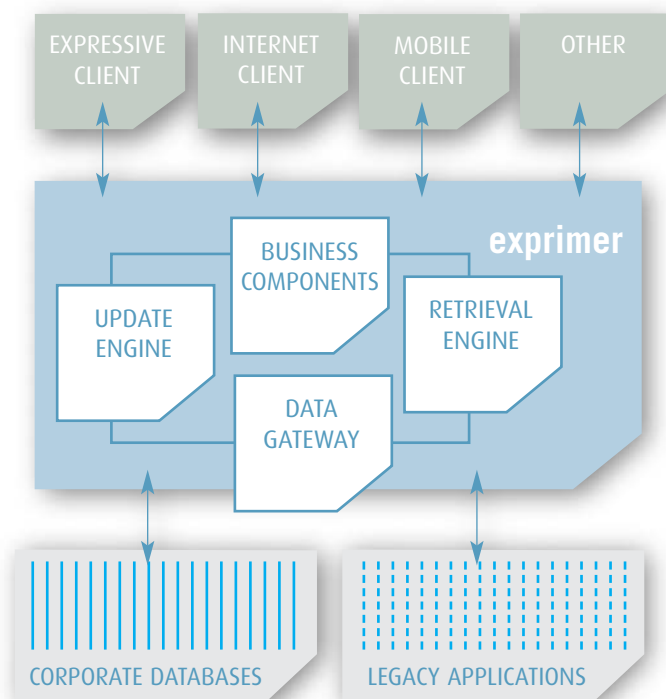 EXPRESSIVE
CLIENT
INTERNET
CLIENT
MOBILE
CLIENT
OTHER
exprimer
BUSINESS
COMPONENTS
UPDATE
ENGINE
RETRIEVAL
ENGINE
DATA
GATEWAY
CORPORATE DATABASES
LEGACY APPLICATIONS